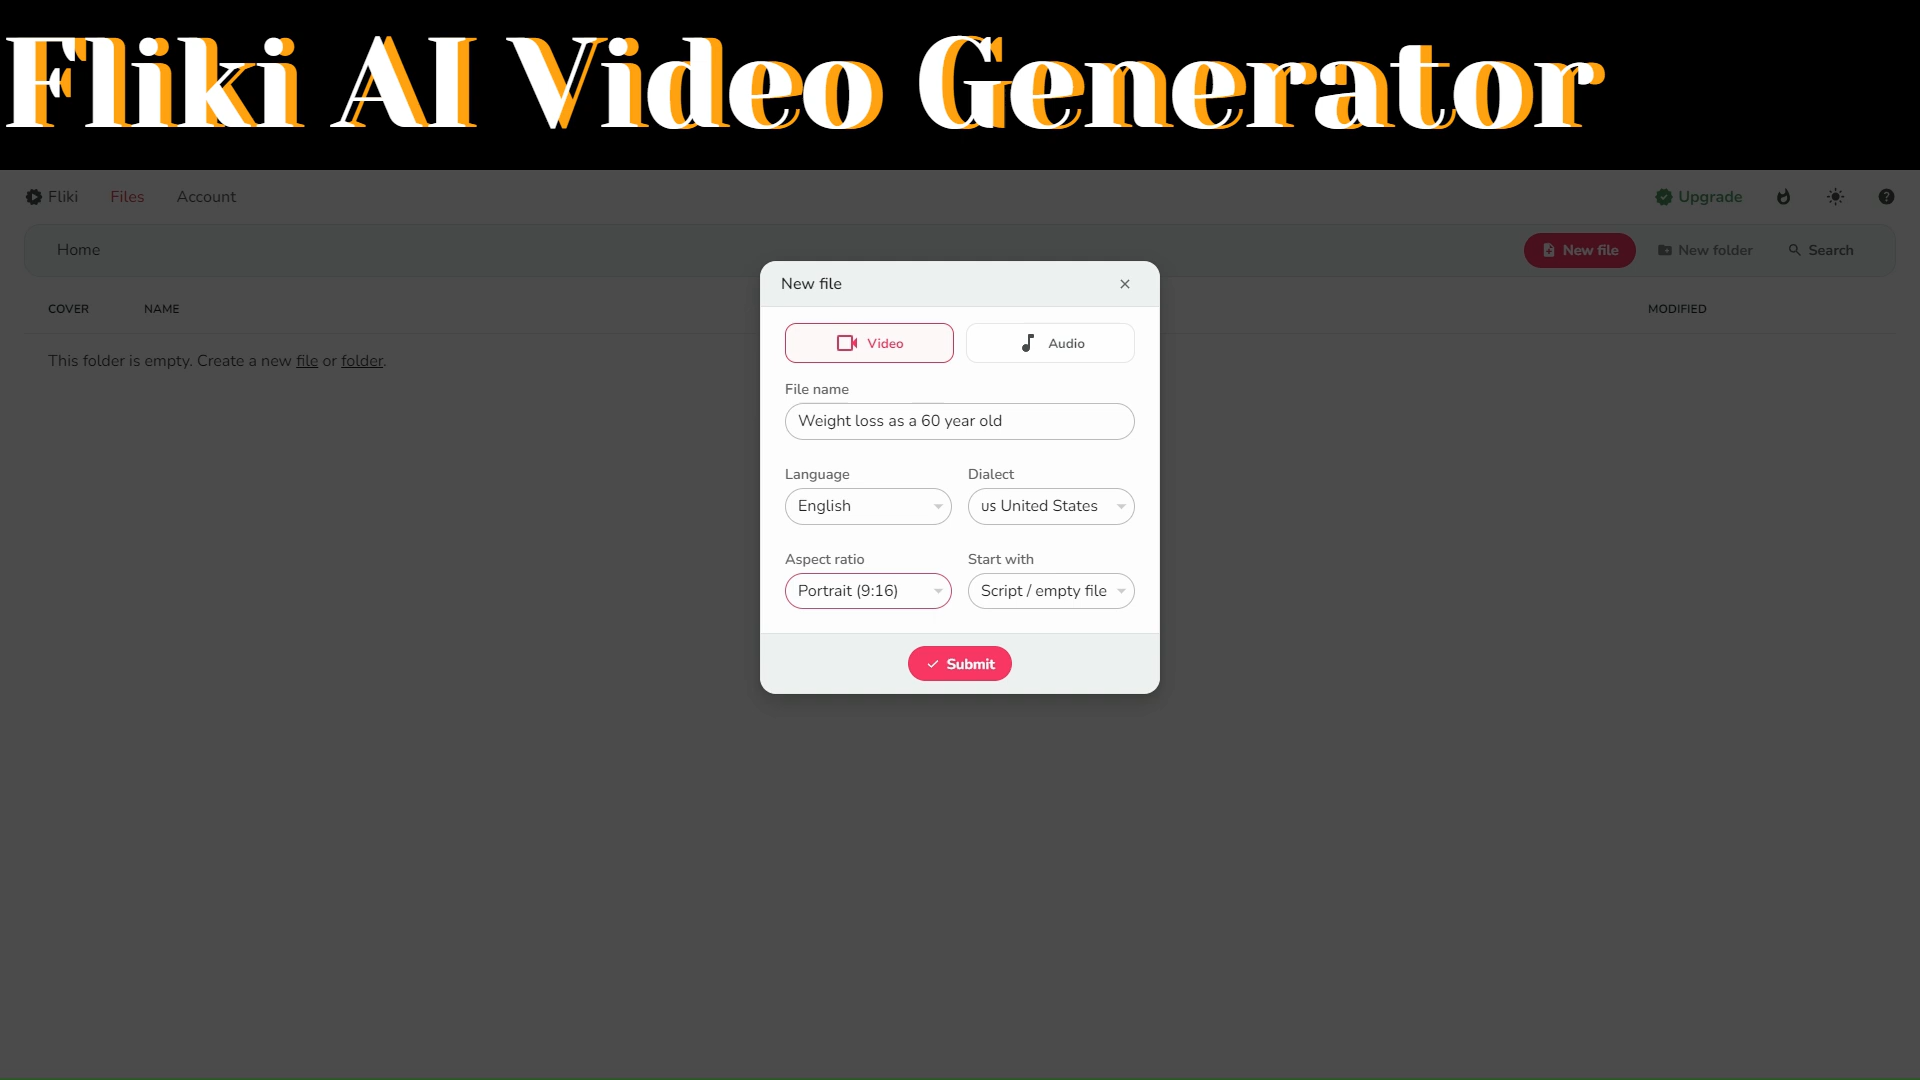 Fliki AI Video Generator
Fliki Files Account Upgrade
Home New file New folder Search
COVER NAME MODIFIED
This folder is empty. Create a new file or folder.
New file
Video Audio
File name
Weight loss as a 60 year old
Language Dialect
English us United States
Aspect ratio Start with
Portrait (9:16) Script / empty file
Submit